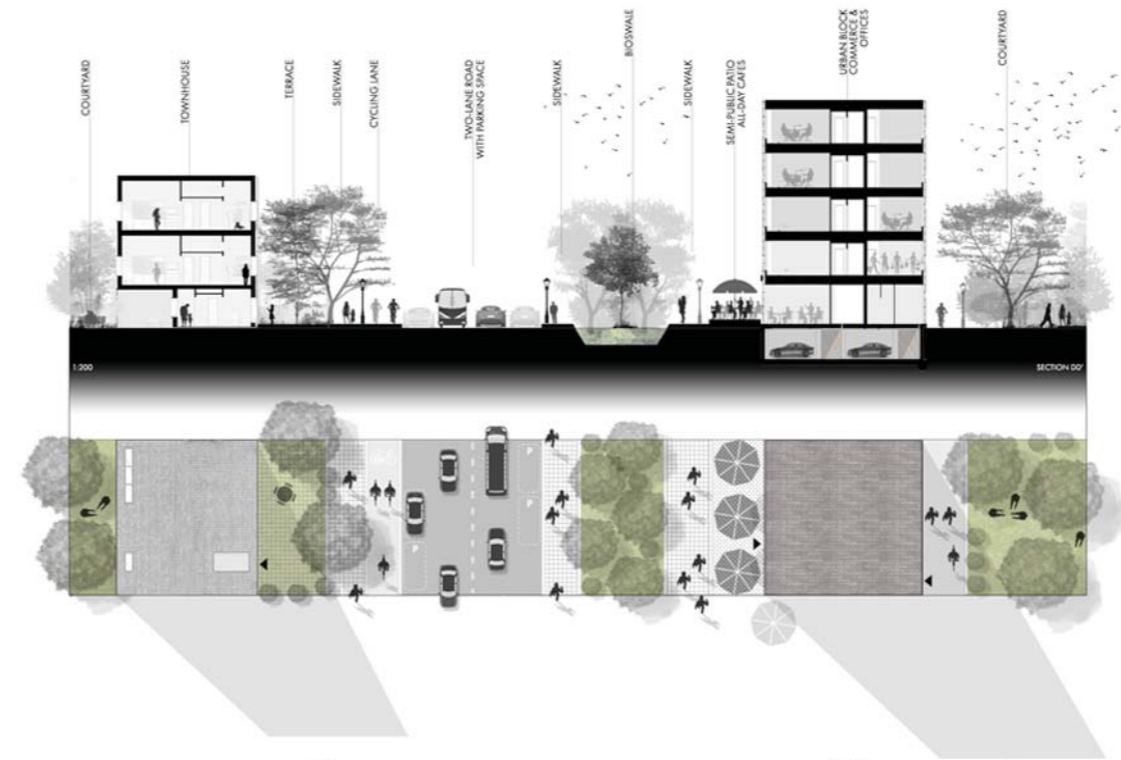 COURTYARD
TOWNHOUSE
TERRACE
SIDEWALK
CYCLING LANE
TWO-LANE ROAD
WITH PARKING SPACE
SIDEWALK
BIOSWALE
SIDEWALK
SEMI-PUBLIC PATIO
ALL-DAY CAFES
URBAN BLOCK
COMMERCE &
OFFICES
COURTYARD
1:200
SECTION DD'
P
P
P